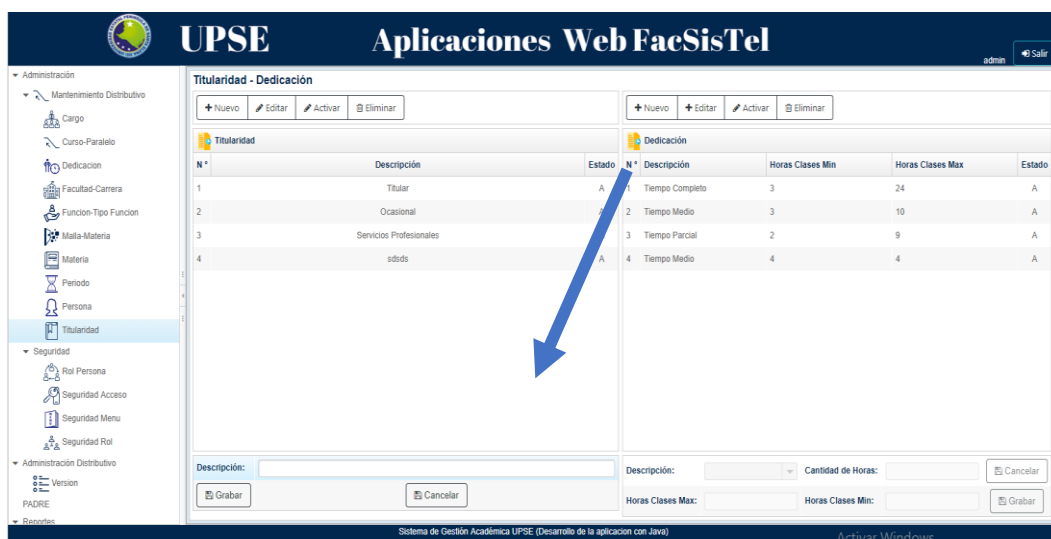 UPSE Aplicaciones Web FacSisTel
admin Salir
Administración
Mantenimiento Distributivo
Cargo
Curso-Paralelo
Dedicacion
Facultad-Carrera
Funcion-Tipo Funcion
Malla-Materia
Materia
Periodo
Persona
Titularidad
Seguridad
Rol Persona
Seguridad Acceso
Seguridad Menu
Seguridad Rol
Administración Distributivo
Version
PADRE
Reportes
Titularidad - Dedicación
Nuevo Editar Activar Eliminar
Titularidad
N º Descripción Estado
1 Titular A
2 Ocasional A
3 Servicios Profesionales
4 sdsds A
Descripción:
Grabar Cancelar
Nuevo Editar Activar Eliminar
Dedicación
N º Descripción Horas Clases Min Horas Clases Max Estado
1 Tiempo Completo 3 24 A
2 Tiempo Medio 3 10 A
3 Tiempo Parcial 2 9 A
4 Tiempo Medio 4 4 A
Descripción: Cantidad de Horas: Cancelar
Horas Clases Max: Horas Clases Min: Grabar
Sistema de Gestión Académica UPSE (Desarrollo de la aplicacion con Java)
Activar Windows